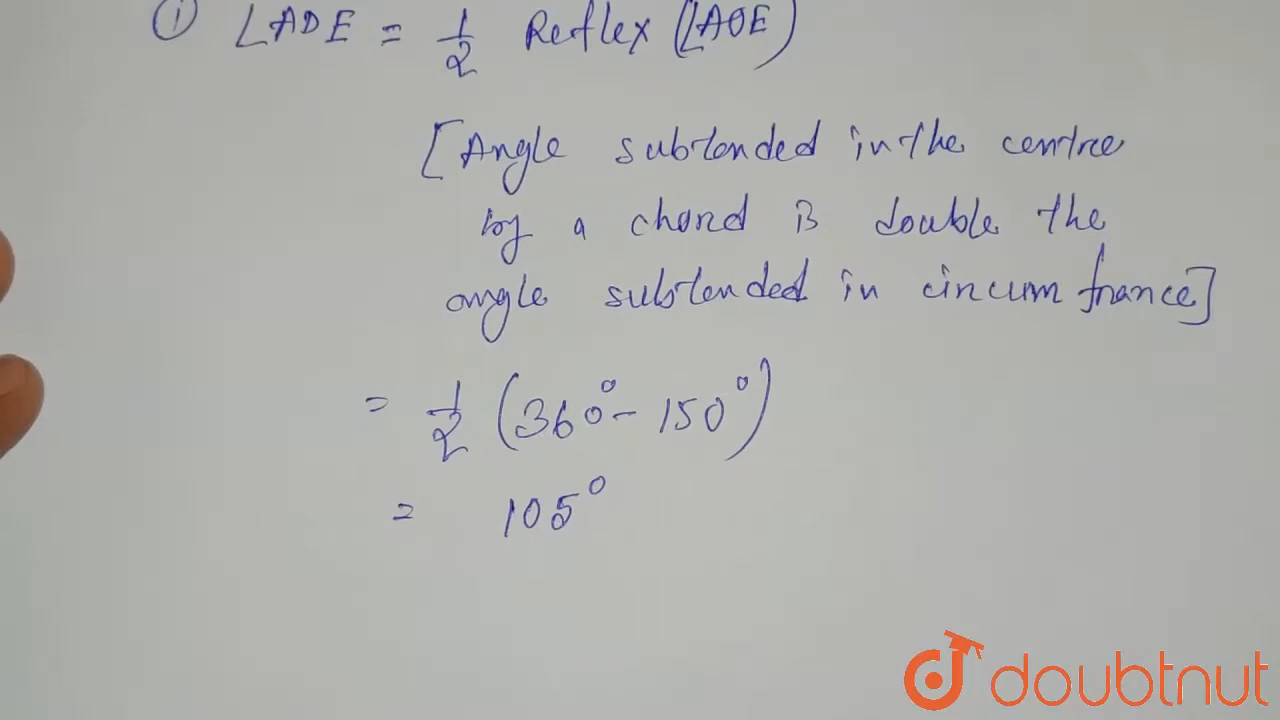 ① ∠ADE = 1/2 Reflex (∠AOE)
[Angle subtended in the centre
by a chord is double the
angle subtended in circumfrance]
= 1/2 (360° - 150°)
= 105°
doubtnut